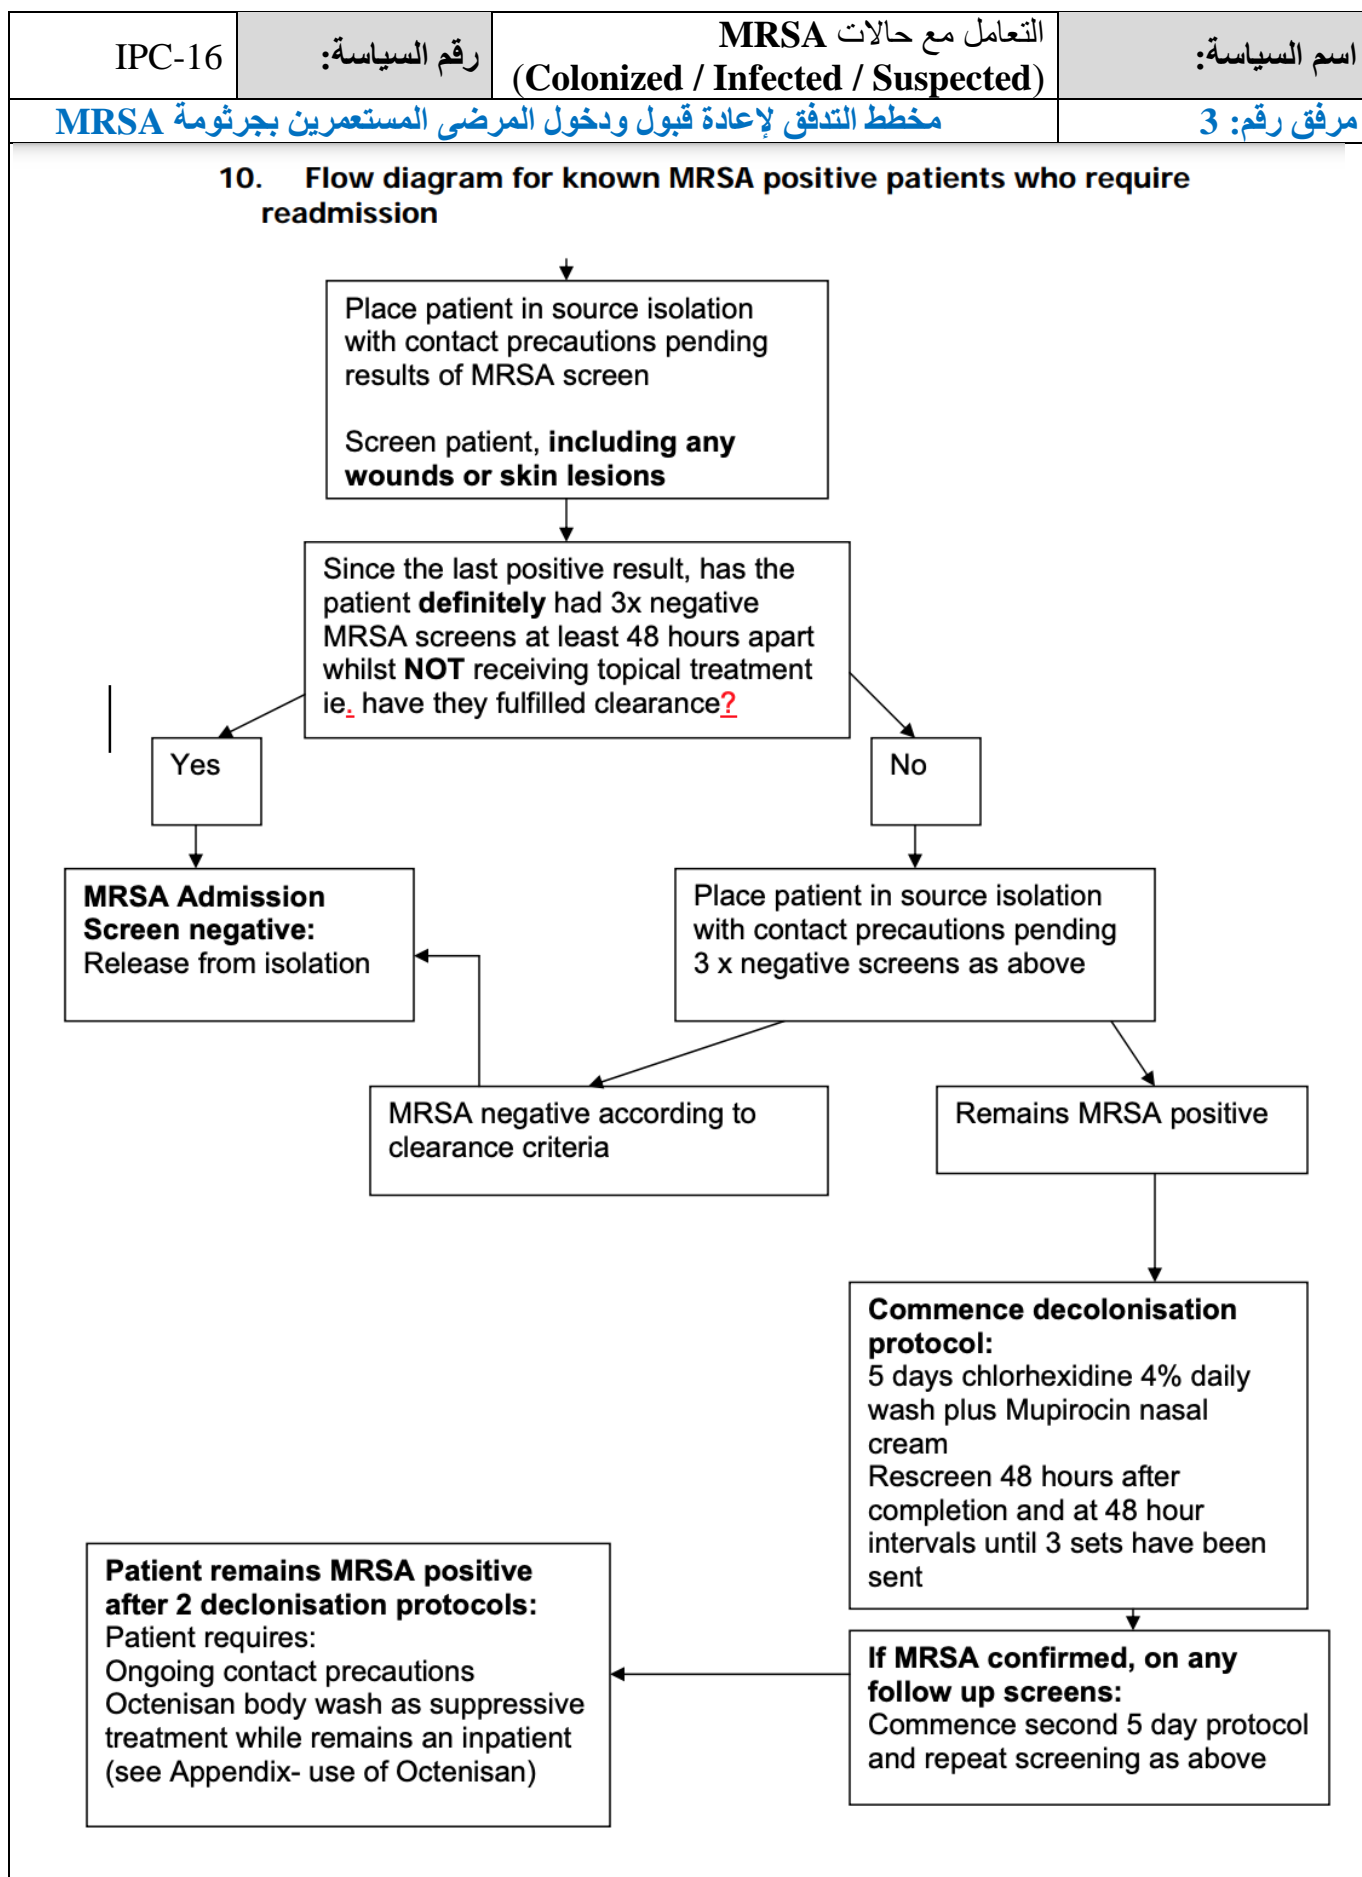 اسم السياسة:
التعامل مع حالات MRSA
(Colonized / Infected / Suspected)
رقم السياسة:
IPC-16
مرفق رقم: 3
مخطط التدفق لإعادة قبول ودخول المرضى المستعمرين بجرثومة MRSA
10. Flow diagram for known MRSA positive patients who require
readmission
Place patient in source isolation
with contact precautions pending
results of MRSA screen
Screen patient, including any
wounds or skin lesions
Since the last positive result, has the
patient definitely had 3x negative
MRSA screens at least 48 hours apart
whilst NOT receiving topical treatment
ie. have they fulfilled clearance?
Yes
No
MRSA Admission
Screen negative:
Release from isolation
Place patient in source isolation
with contact precautions pending
3 x negative screens as above
MRSA negative according to
clearance criteria
Remains MRSA positive
Commence decolonisation
protocol:
5 days chlorhexidine 4% daily
wash plus Mupirocin nasal
cream
Rescreen 48 hours after
completion and at 48 hour
intervals until 3 sets have been
sent
If MRSA confirmed, on any
follow up screens:
Commence second 5 day protocol
and repeat screening as above
Patient remains MRSA positive
after 2 declonisation protocols:
Patient requires:
Ongoing contact precautions
Octenisan body wash as suppressive
treatment while remains an inpatient
(see Appendix- use of Octenisan)